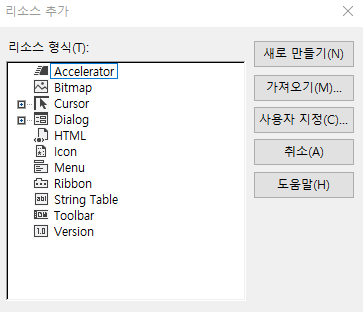 리소스 추가
리소스 형식(T):
Accelerator
Bitmap
Cursor
Dialog
HTML
Icon
Menu
Ribbon
String Table
Toolbar
Version
새로 만들기(N)
가져오기(M)...
사용자 지정(C)...
취소(A)
도움말(H)